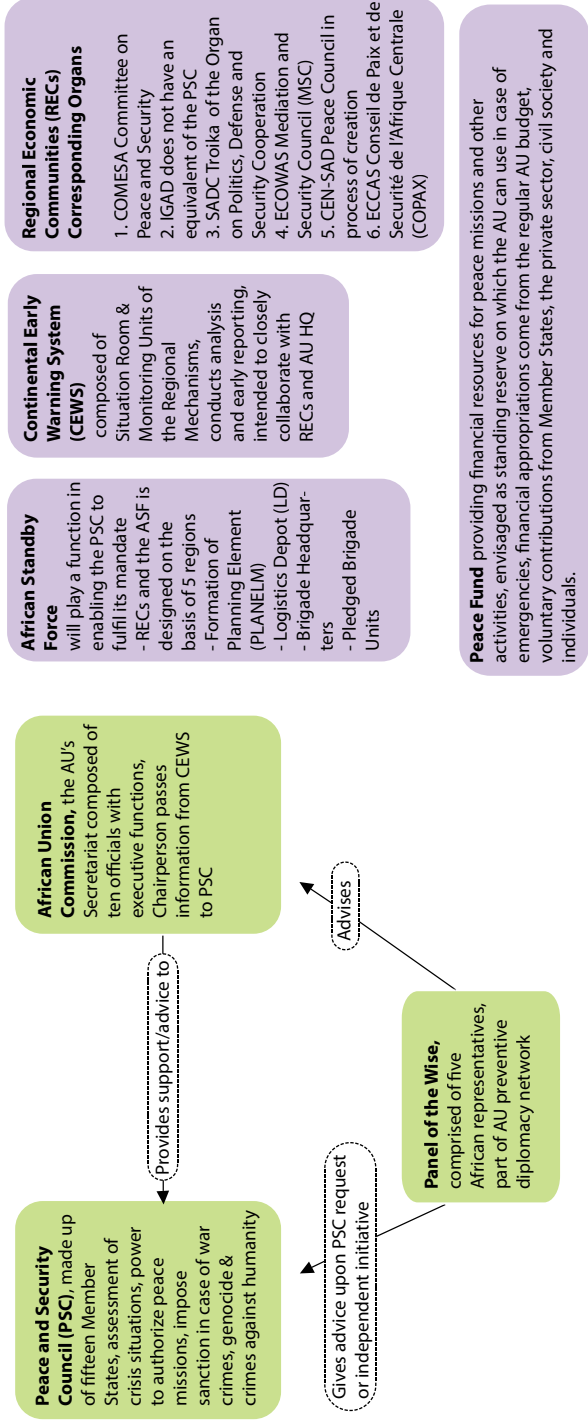 Peace and Security
Council (PSC), made up
of fifteen Member
States, assessment of
crisis situations, power
to authorize peace
missions, impose
sanction in case of war
crimes, genocide &
crimes against humanity
Provides support/advice to
African Union
Commission, the AU's
Secretariat composed of
ten officials with
executive functions,
Chairperson passes
information from CEWS
to PSC
Gives advice upon PSC request
or independent initiative
Panel of the Wise,
comprised of five
African representatives,
part of AU preventive
diplomacy network
Advises
African Standby
Force
will play a function in
enabling the PSC to
fulfil its mandate
- RECs and the ASF is
designed on the
basis of 5 regions
- Formation of
Planning Element
(PLANELM)
- Logistics Depot (LD)
- Brigade Headquar-
ters
- Pledged Brigade
Units
Continental Early
Warning System
(CEWS)
composed of
Situation Room &
Monitoring Units of
the Regional
Mechanisms,
conducts analysis
and early reporting,
intended to closely
collaborate with
RECs and AU HQ
Regional Economic
Communities (RECs)
Corresponding Organs
1. COMESA Committee on
Peace and Security
2. IGAD does not have an
equivalent of the PSC
3. SADC Troika of the Organ
on Politics, Defense and
Security Cooperation
4. ECOWAS Mediation and
Security Council (MSC)
5. CEN-SAD Peace Council in
process of creation
6. ECCAS Conseil de Paix et de
Securité de l'Afrique Centrale
(COPAX)
Peace Fund providing financial resources for peace missions and other
activities, envisaged as standing reserve on which the AU can use in case of
emergencies, financial appropriations come from the regular AU budget,
voluntary contributions from Member States, the private sector, civil society and
individuals.